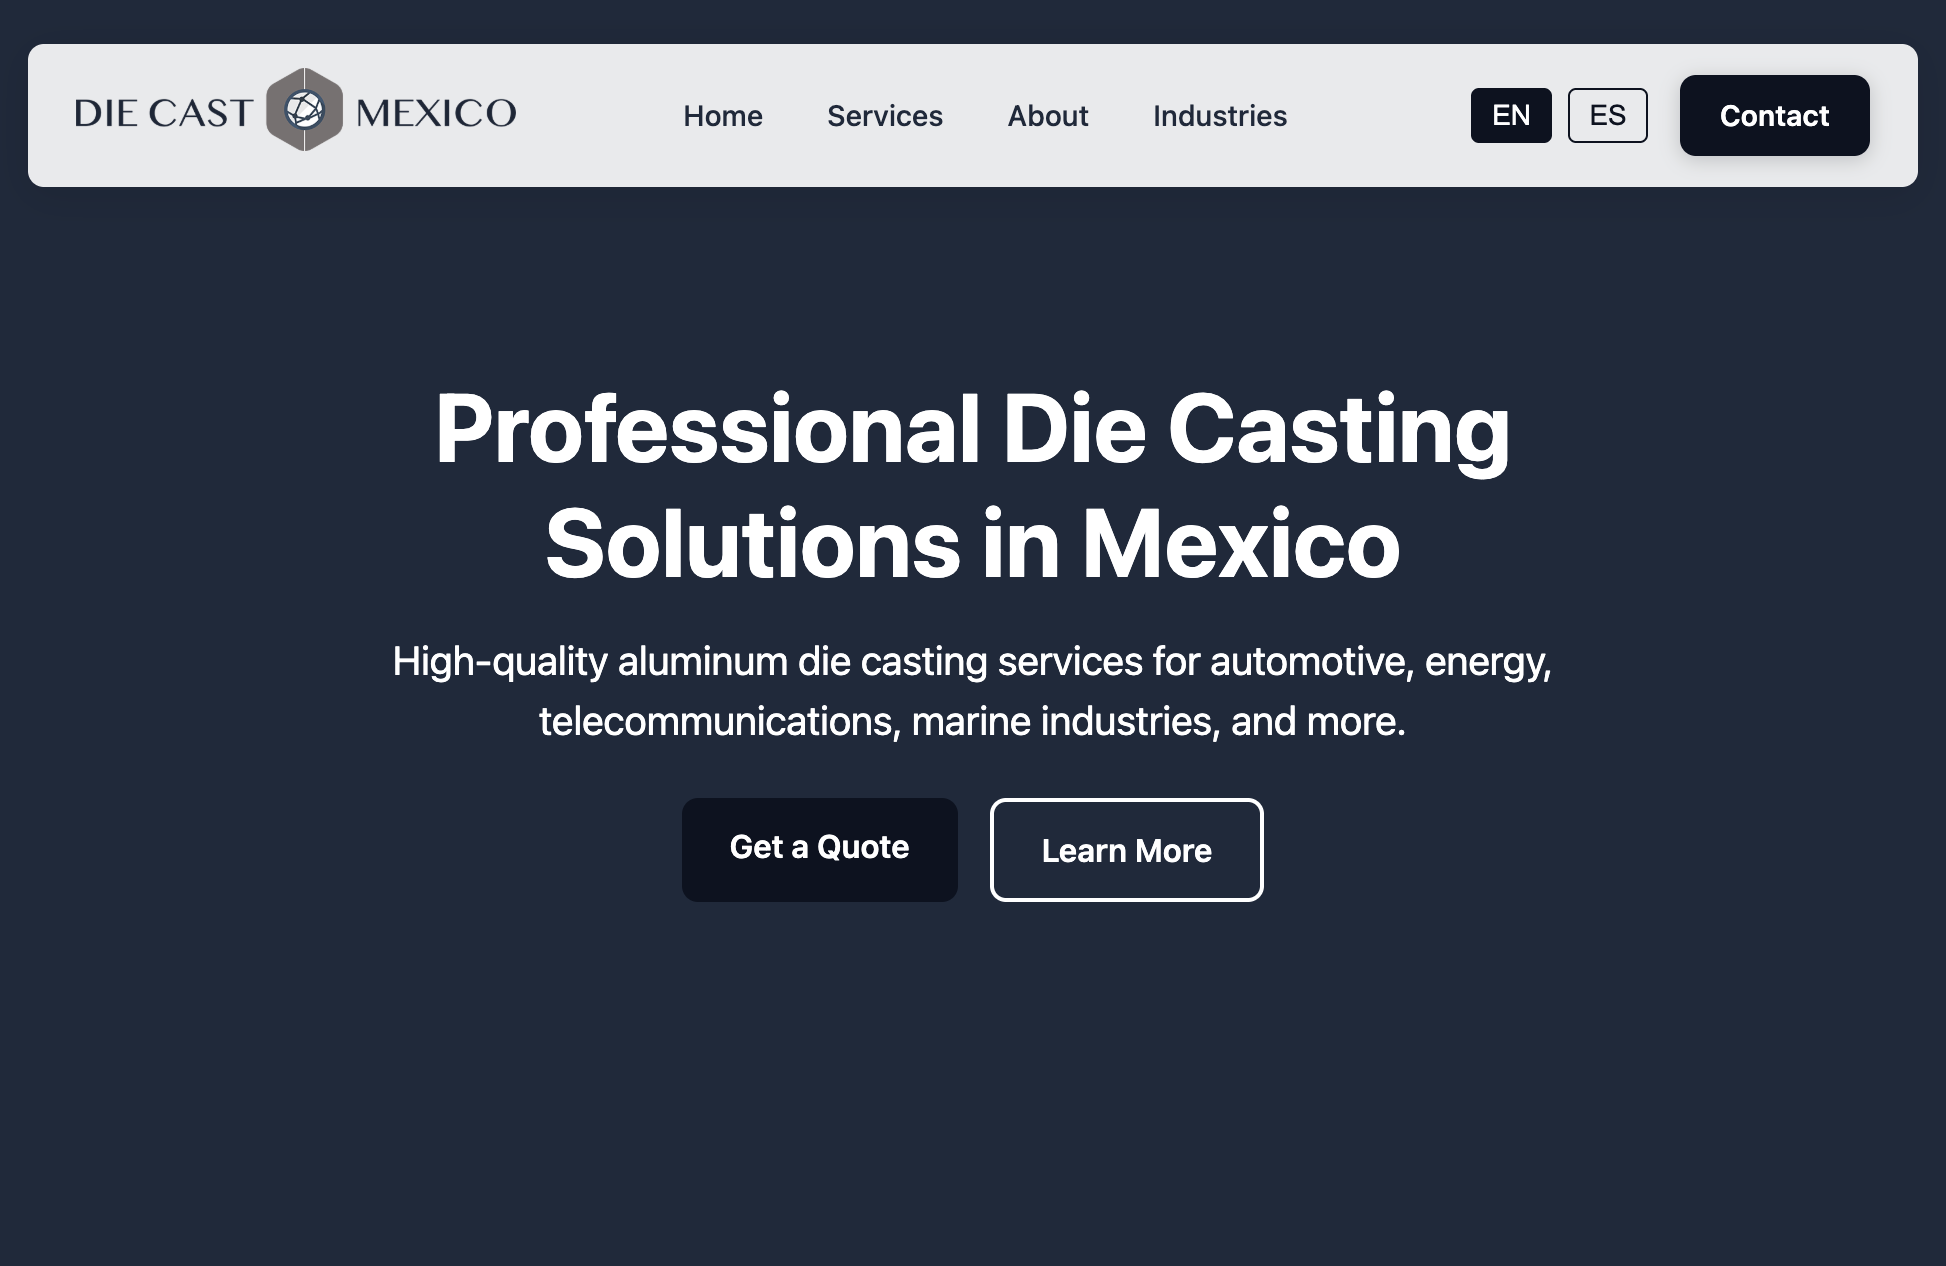 DIE CAST MEXICO
Home
Services
About
Industries
EN
ES
Contact
Professional Die Casting
Solutions in Mexico
High-quality aluminum die casting services for automotive, energy,
telecommunications, marine industries, and more.
Get a Quote
Learn More